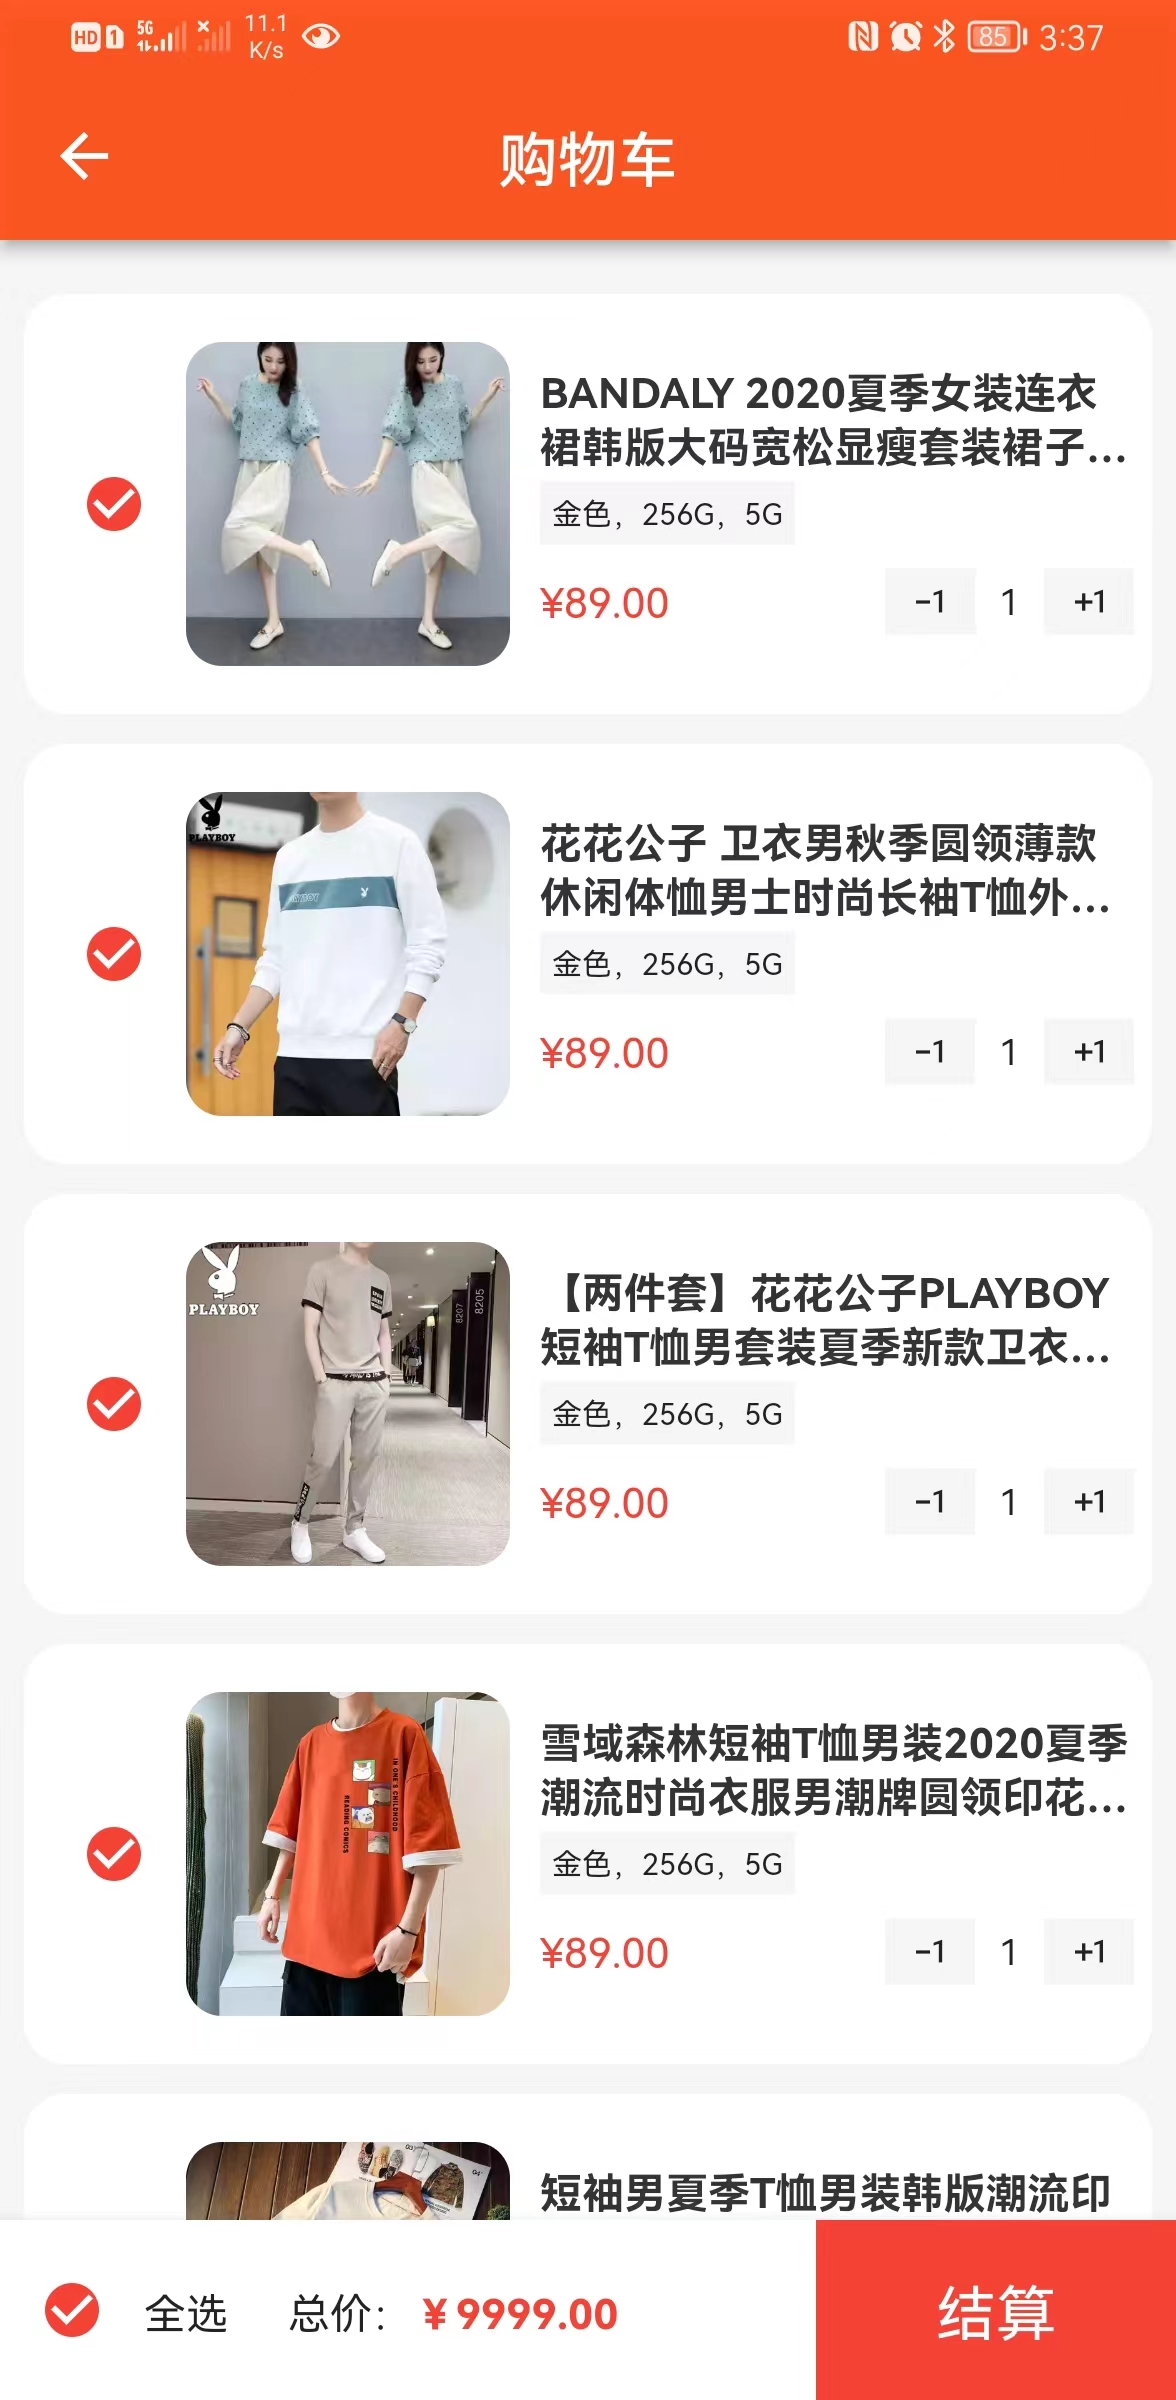 HD 1 5G 11.1 K/s 85 3:37
购物车
BANDALY 2020夏季女装连衣
裙韩版大码宽松显瘦套装裙子...
金色，256G，5G
¥89.00 -1 1 +1
PLAYBOY
花花公子 卫衣男秋季圆领薄款
休闲体恤男士时尚长袖T恤外...
金色，256G，5G
¥89.00 -1 1 +1
PLAYBOY
8207
8205
【两件套】花花公子PLAYBOY
短袖T恤男套装夏季新款卫衣...
金色，256G，5G
¥89.00 -1 1 +1
IN ONE'S CHILDHOOD
READING COMICS
雪域森林短袖T恤男装2020夏季
潮流时尚衣服男潮牌圆领印花...
金色，256G，5G
¥89.00 -1 1 +1
短袖男夏季T恤男装韩版潮流印
全选 总价： ¥ 9999.00 结算